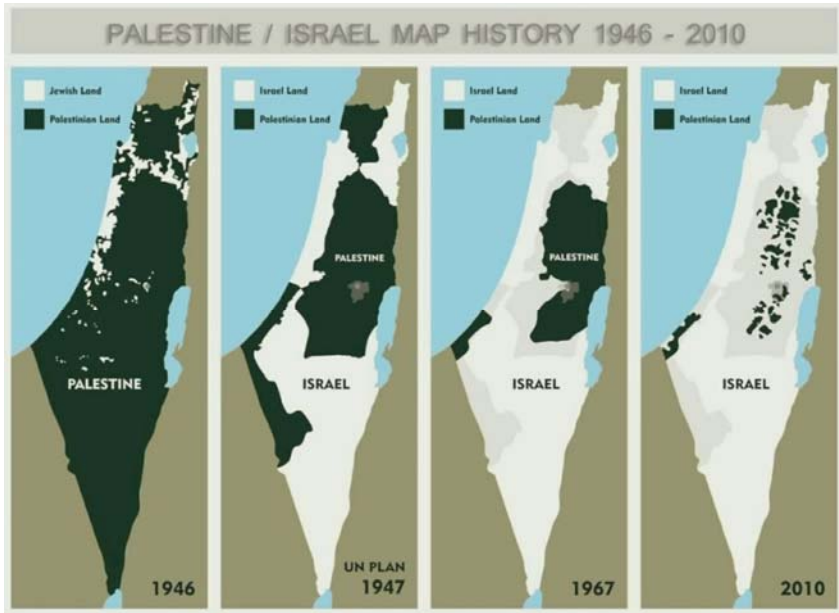 PALESTINE / ISRAEL MAP HISTORY 1946 - 2010
Jewish Land
Palestinian Land
PALESTINE
1946
Israel Land
Palestinian Land
PALESTINE
ISRAEL
UN PLAN
1947
Israel Land
Palestinian Land
PALESTINE
ISRAEL
1967
Israel Land
Palestinian Land
ISRAEL
2010